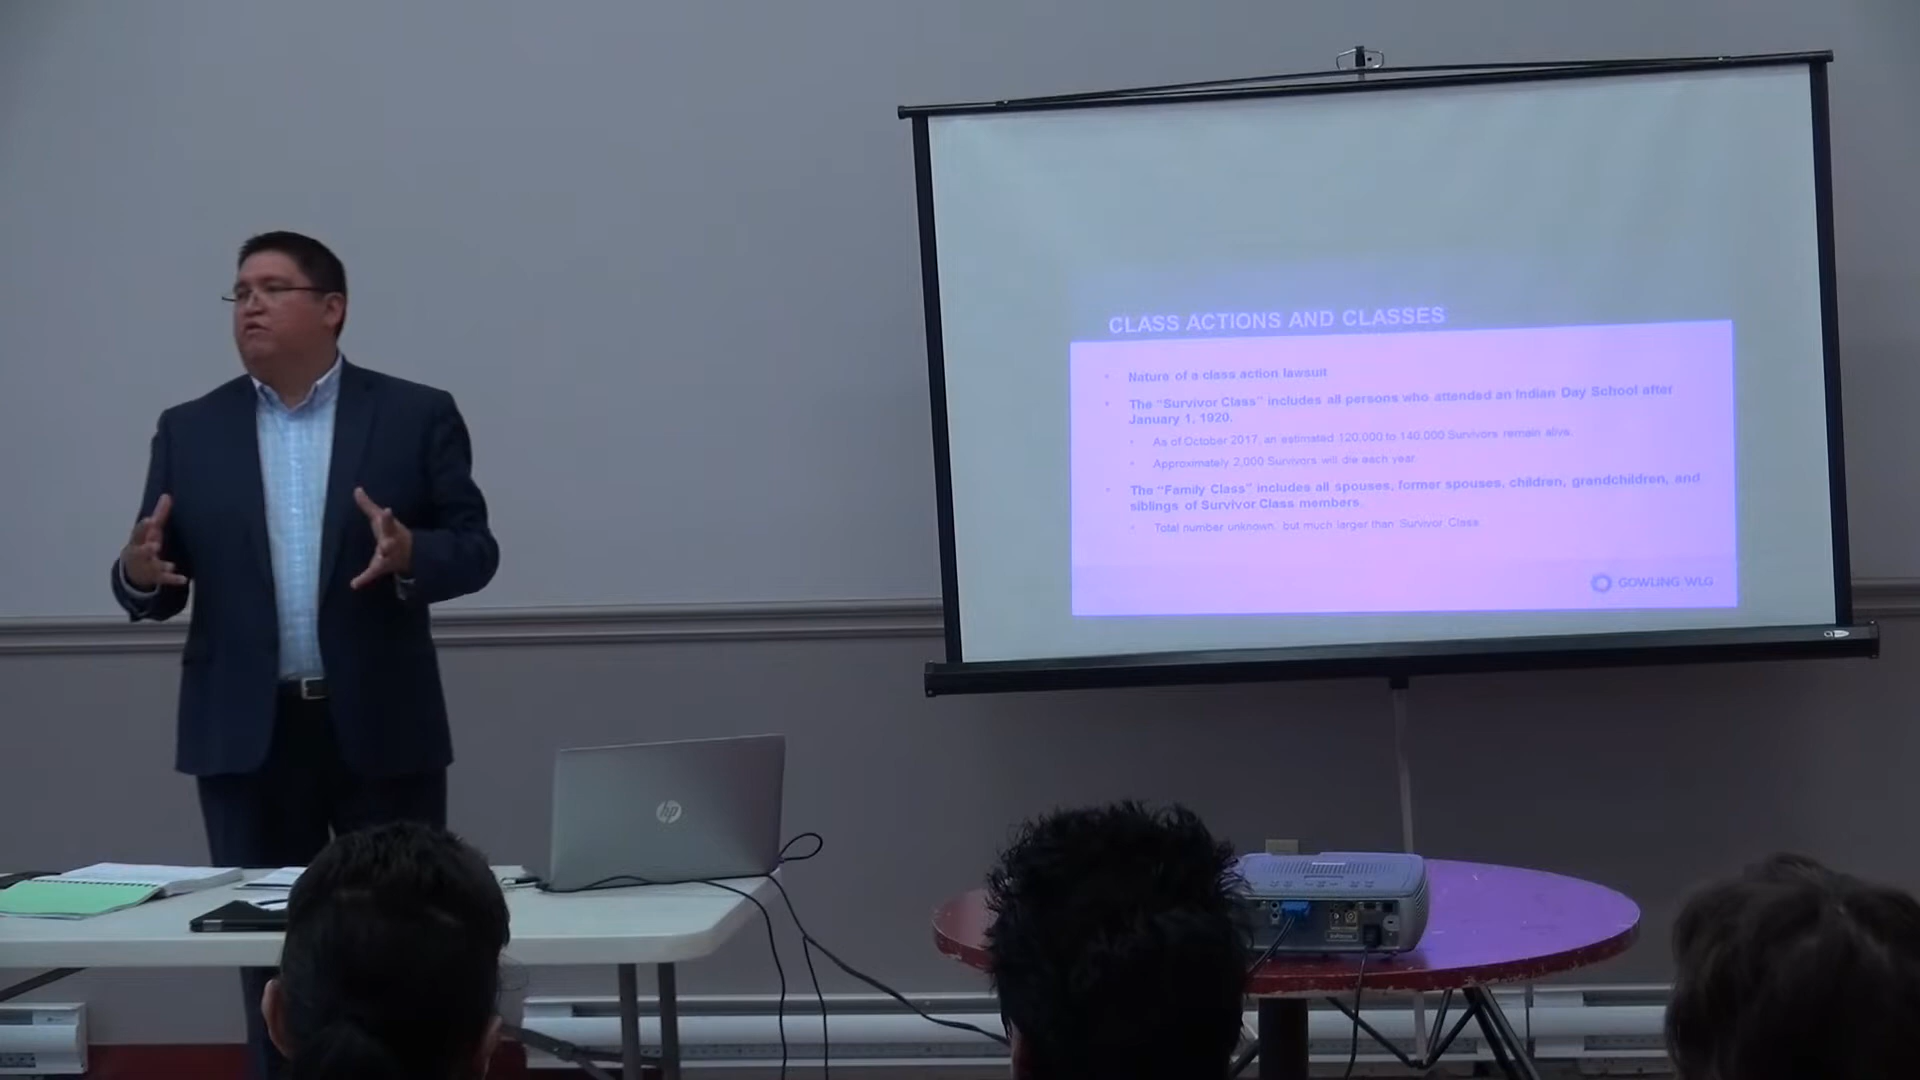 CLASS ACTIONS AND CLASSES
Nature of a class action lawsuit
The “Survivor Class” includes all persons who attended an Indian Day School after
January 1, 1920.
As of October 2017, an estimated 120,000 to 140,000 Survivors remain alive.
Approximately 2,000 Survivors will die each year.
The “Family Class” includes all spouses, former spouses, children, grandchildren, and
siblings of Survivor Class members.
Total number unknown, but much larger than Survivor Class.
GOWLING WLG
hp